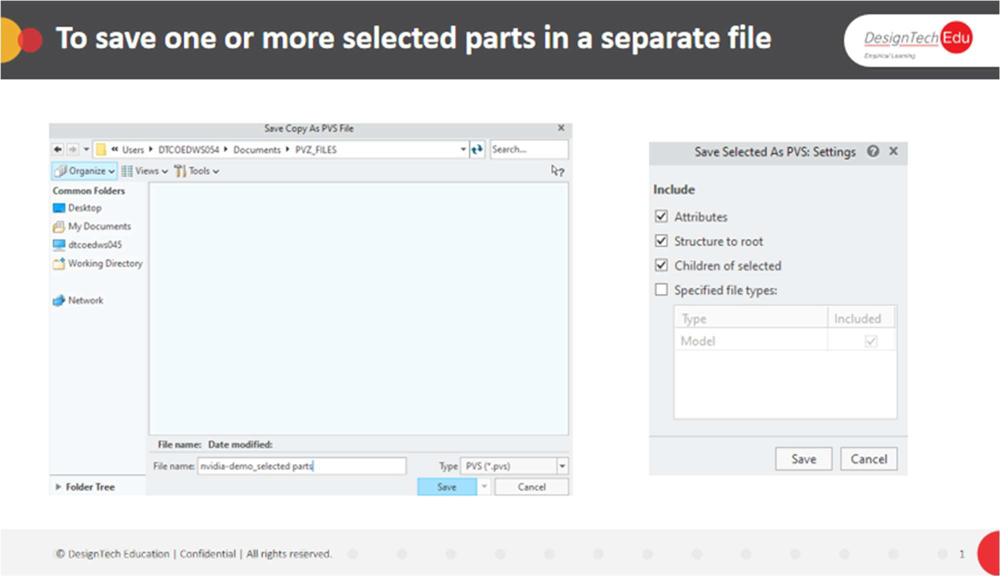 To save one or more selected parts in a separate file
DesignTech Edu
Empirical Learning
Save Copy As PVS File
« Users DTCOEDWS054 Documents PVZ_FILES
Search...
Organize Views Tools
Common Folders
Desktop
My Documents
dtcoedws045
Working Directory
Network
File name: Date modified:
File name: nvidia-demo_selected parts
Type PVS (*.pvs)
Folder Tree
Save Cancel
Save Selected As PVS: Settings
Include
Attributes
Structure to root
Children of selected
Specified file types:
Type Included
Model
Save Cancel
© DesignTech Education | Confidential | All rights reserved.
1